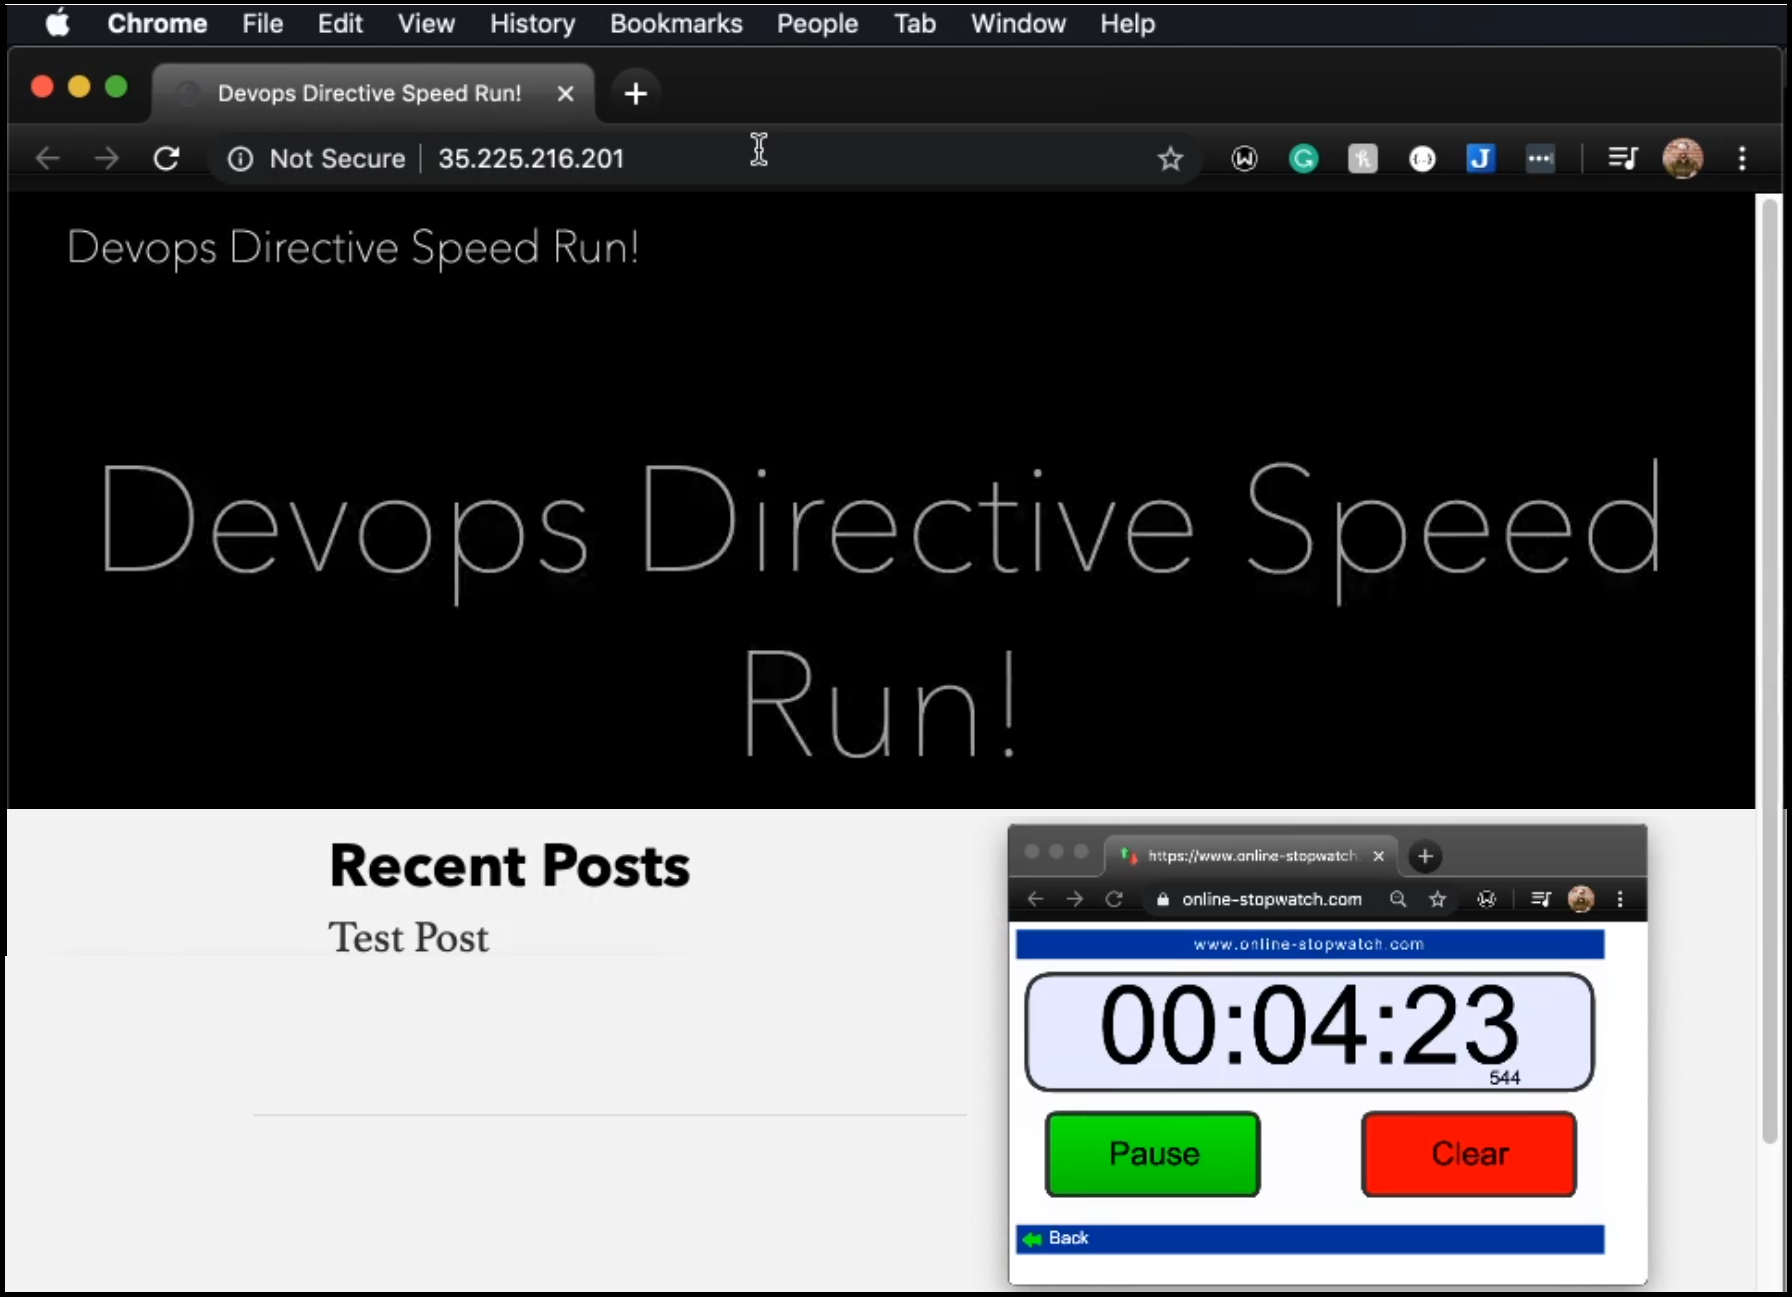 Chrome File Edit View History Bookmarks People Tab Window Help
Devops Directive Speed Run!
Not Secure 35.225.216.201
Devops Directive Speed Run!
Devops Directive Speed
Run!
Recent Posts
Test Post
https://www.online-stopwatch.
online-stopwatch.com
www.online-stopwatch.com
00:04:23
544
Pause Clear
Back